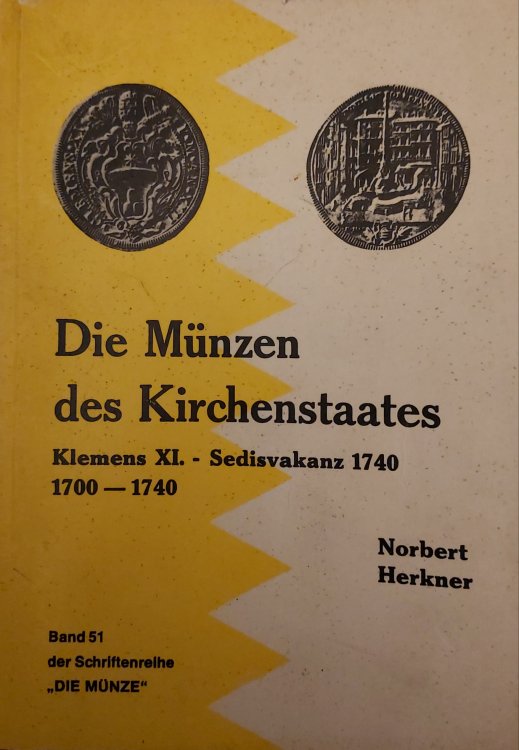 Die Münzen
des Kirchenstaates
Klemens XI. - Sedisvakanz 1740
1700 — 1740
Norbert
Herkner
Band 51
der Schriftenreihe
„DIE MÜNZE“